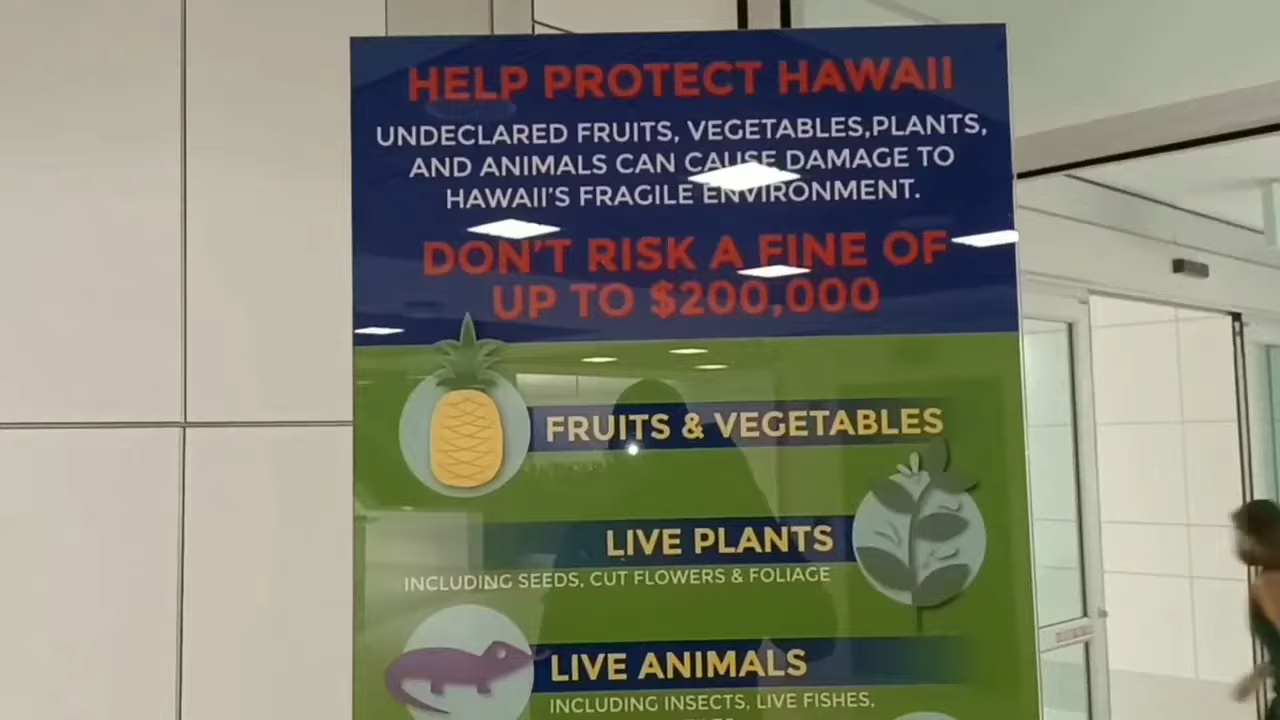 HELP PROTECT HAWAII
UNDECLARED FRUITS, VEGETABLES,PLANTS,
AND ANIMALS CAN CAUSE DAMAGE TO
HAWAII'S FRAGILE ENVIRONMENT.
DON'T RISK A FINE OF
UP TO $200,000
FRUITS & VEGETABLES
LIVE PLANTS
INCLUDING SEEDS, CUT FLOWERS & FOLIAGE
LIVE ANIMALS
INCLUDING INSECTS, LIVE FISHES,